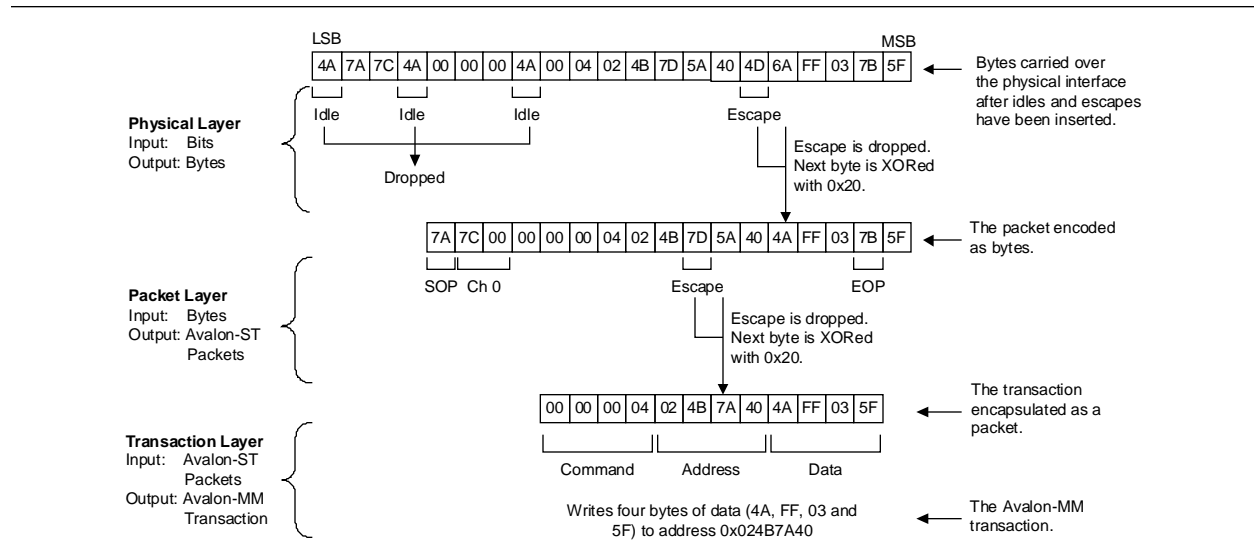 LSB
MSB
4A 7A 7C 4A 00 00 00 4A 00 04 02 4B 7D 5A 40 4D 6A FF 03 7B 5F
Bytes carried over
the physical interface
after idles and escapes
have been inserted.
Idle
Idle
Idle
Escape
Physical Layer
Input: Bits
Output: Bytes
Dropped
Escape is dropped.
Next byte is XORed
with 0x20.
7A 7C 00 00 00 00 04 02 4B 7D 5A 40 4A FF 03 7B 5F
The packet encoded
as bytes.
SOP
Ch 0
Escape
EOP
Packet Layer
Input: Bytes
Output: Avalon-ST
Packets
Escape is dropped.
Next byte is XORed
with 0x20.
00 00 00 04 02 4B 7A 40 4A FF 03 5F
The transaction
encapsulated as a
packet.
Transaction Layer
Input: Avalon-ST
Packets
Output: Avalon-MM
Transaction
Command
Address
Data
Writes four bytes of data (4A, FF, 03 and
5F) to address 0x024B7A40
The Avalon-MM
transaction.